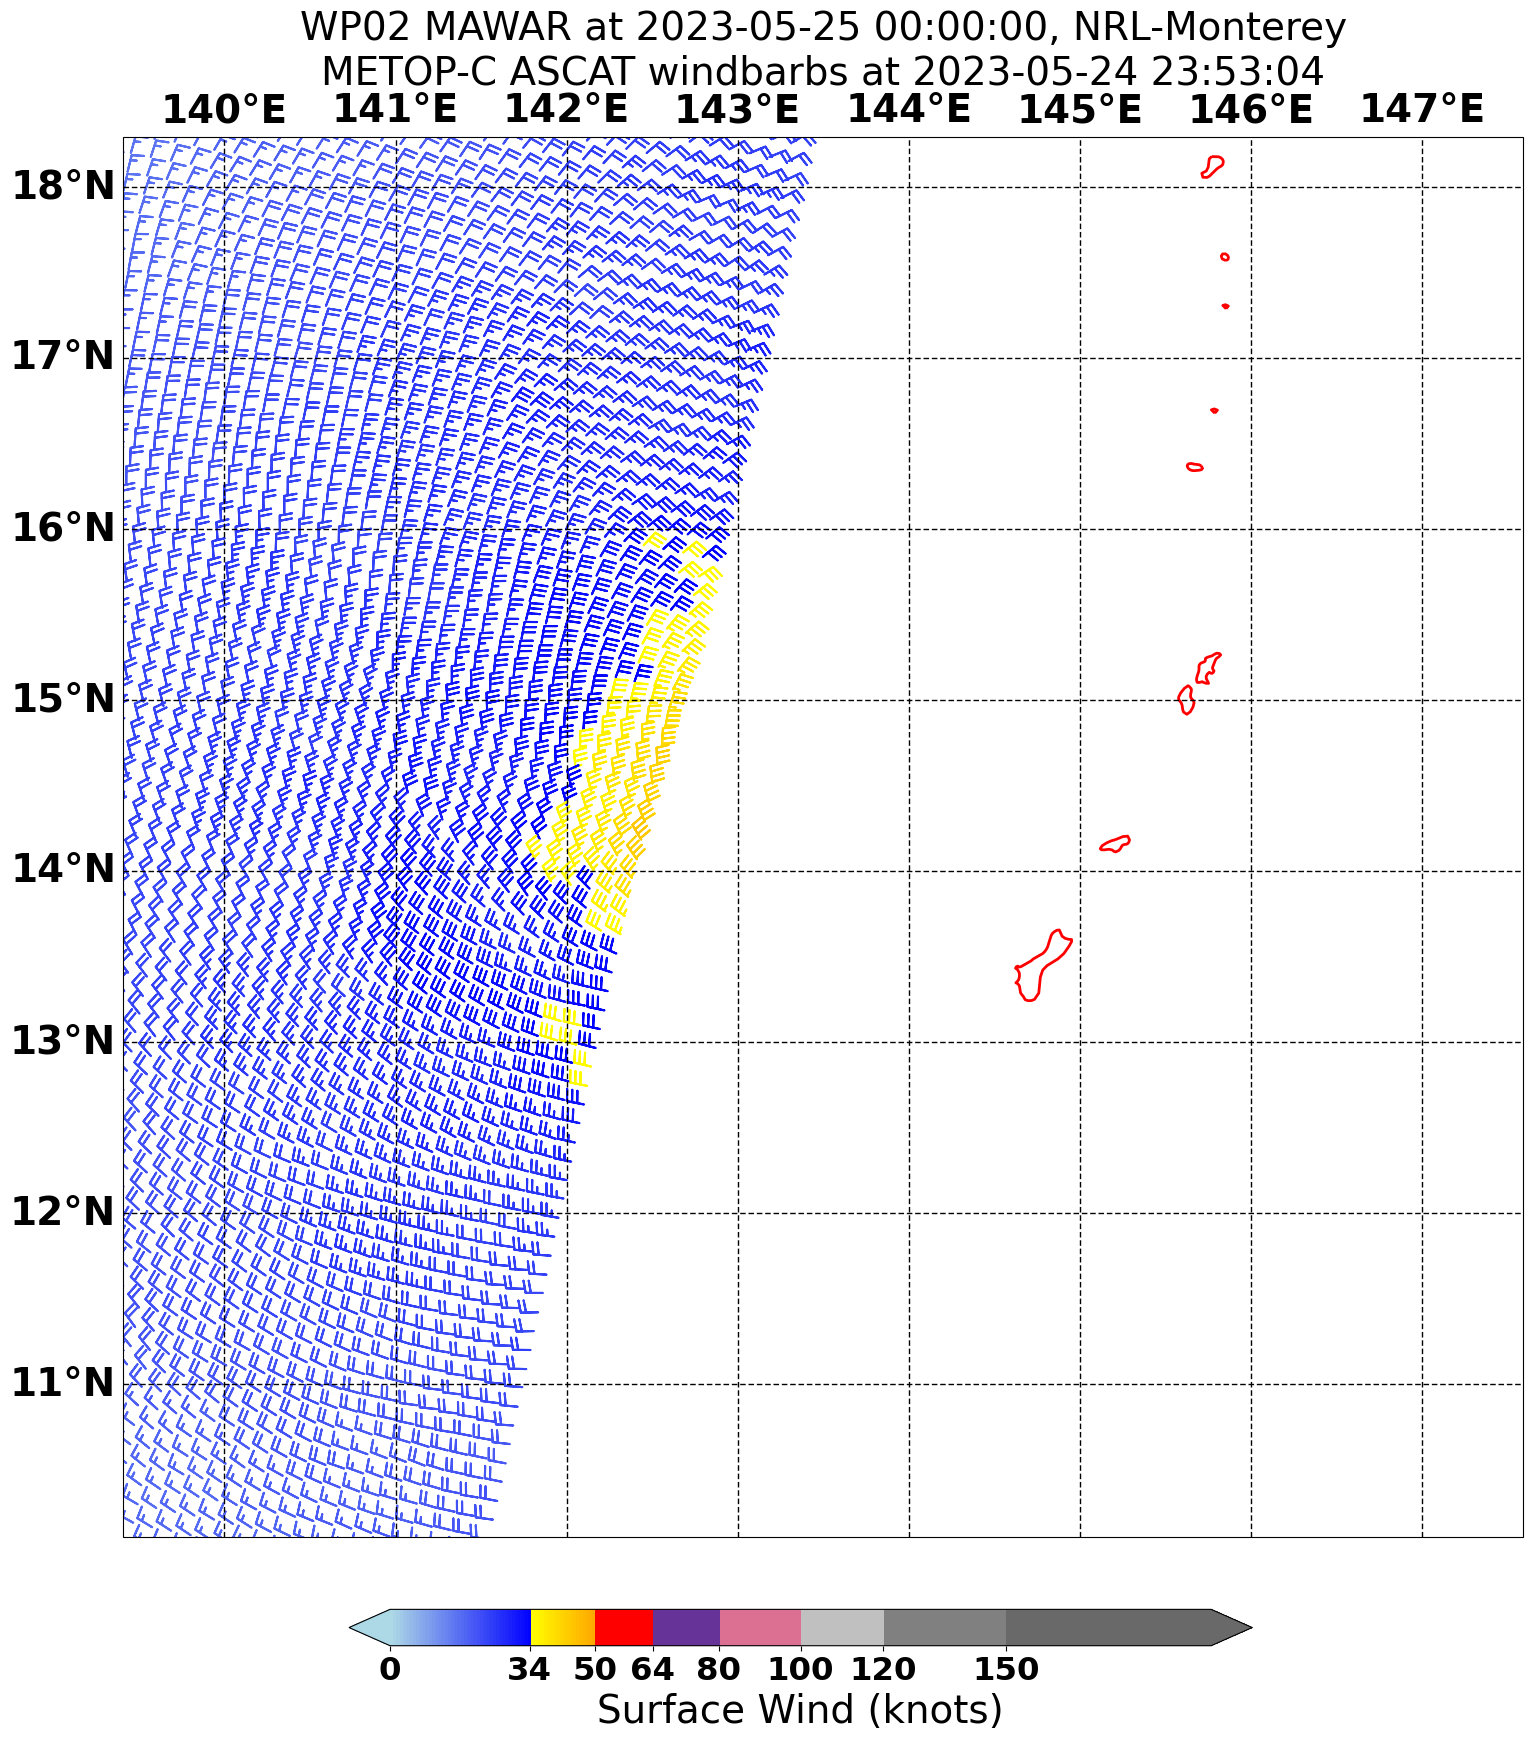 WP02 MAWAR at 2023-05-25 00:00:00, NRL-Monterey
METOP-C ASCAT windbarbs at 2023-05-24 23:53:04
140°E 141°E 142°E 143°E 144°E 145°E 146°E 147°E
18°N
17°N
16°N
15°N
14°N
13°N
12°N
11°N
0 34 50 64 80 100 120 150
Surface Wind (knots)